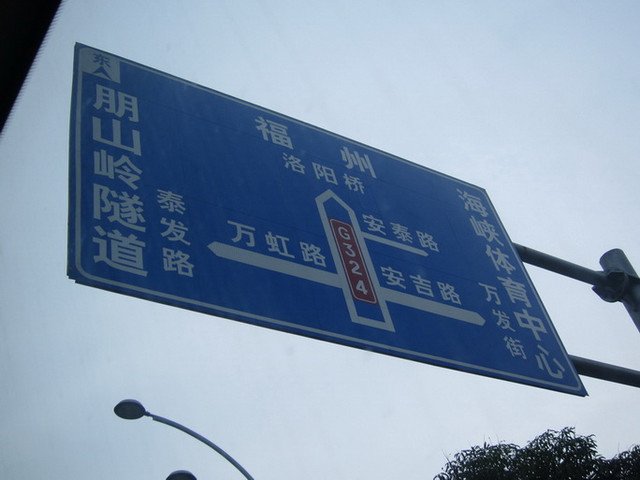 东
朋山岭隧道
泰发路
福州
洛阳桥
万虹路
G324
安泰路
安吉路
海峡体育中心
万发街